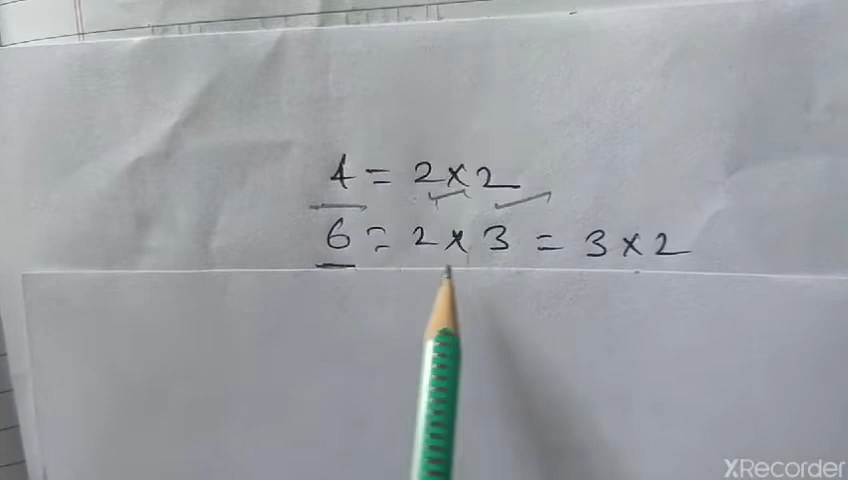 4 = 2 × 2
6 = 2 × 3 = 3 × 2
XRecorder